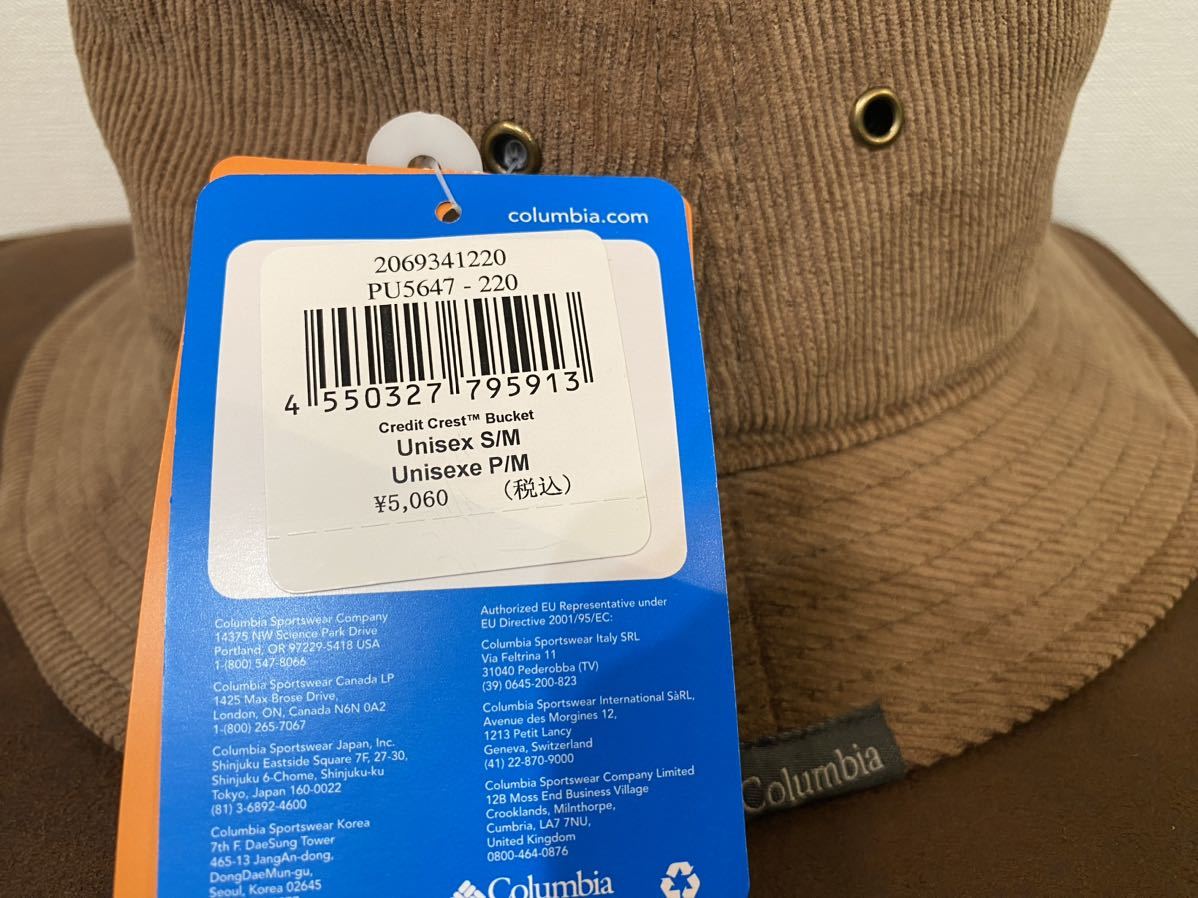 columbia.com
2069341220
PU5647 - 220
4 550327 795913
Credit Crest™ Bucket
Unisex S/M
Unisexe P/M
¥5,060 (税込)
Columbia Sportswear Company
14375 NW Science Park Drive
Portland, OR 97229-5418 USA
1-(800) 547-8066
Columbia Sportswear Canada LP
1425 Max Brose Drive,
London, ON, Canada N6N 0A2
1-(800) 265-7067
Columbia Sportswear Japan, Inc.
Shinjuku Eastside Square 7F, 27-30,
Shinjuku 6-Chome, Shinjuku-ku
Tokyo, Japan 160-0022
(81) 3-6892-4600
Columbia Sportswear Korea
7th F. DaeSung Tower
465-13 JangAn-dong,
DongDaeMun-gu,
Seoul, Korea 02645
Authorized EU Representative under
EU Directive 2001/95/EC:
Columbia Sportswear Italy SRL
Via Feltrina 11
31040 Pederobba (TV)
(39) 0645-200-823
Columbia Sportswear International SàRL,
Avenue des Morgines 12,
1213 Petit Lancy
Geneva, Switzerland
(41) 22-870-9000
Columbia Sportswear Company Limited
12B Moss End Business Village
Crooklands, Milnthorpe,
Cumbria, LA7 7NU,
United Kingdom
0800-464-0876
Columbia
Columbia